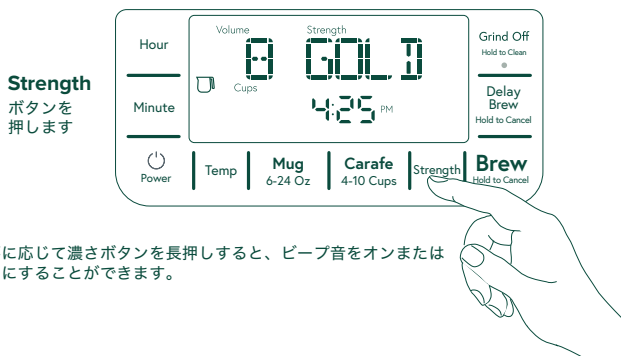 Hour
Volume
Strength
Grind Off
Hold to Clean
8 GOLD
Cups
Strength
ボタンを
押します
Minute
4:25 PM
Delay
Brew
Hold to Cancel
Power
Temp
Mug
6-24 Oz
Carafe
4-10 Cups
Strength
Brew
Hold to Cancel
に応じて濃さボタンを長押しすると、ビープ音をオンまたは
にすることができます。